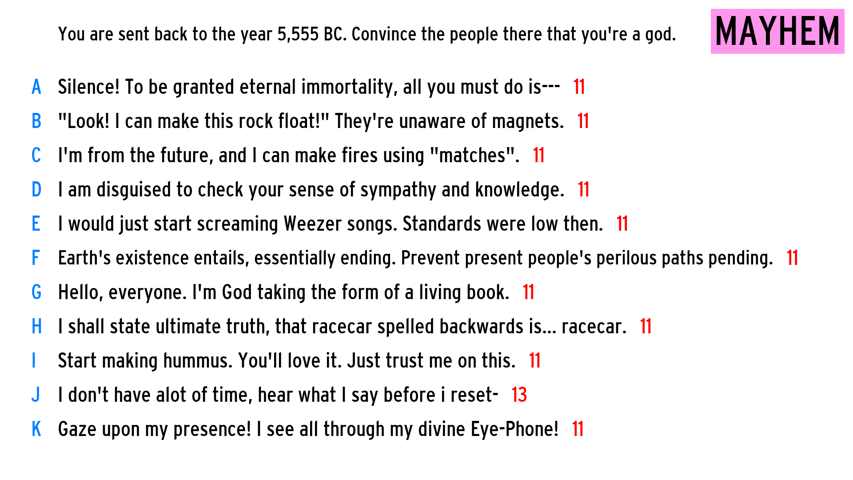 You are sent back to the year 5,555 BC. Convince the people there that you're a god. MAYHEM
A Silence! To be granted eternal immortality, all you must do is--- 11
B "Look! I can make this rock float!" They're unaware of magnets. 11
C I'm from the future, and I can make fires using "matches". 11
D I am disguised to check your sense of sympathy and knowledge. 11
E I would just start screaming Weezer songs. Standards were low then. 11
F Earth's existence entails, essentially ending. Prevent present people's perilous paths pending. 11
G Hello, everyone. I'm God taking the form of a living book. 11
H I shall state ultimate truth, that racecar spelled backwards is... racecar. 11
I Start making hummus. You'll love it. Just trust me on this. 11
J I don't have alot of time, hear what I say before i reset- 13
K Gaze upon my presence! I see all through my divine Eye-Phone! 11